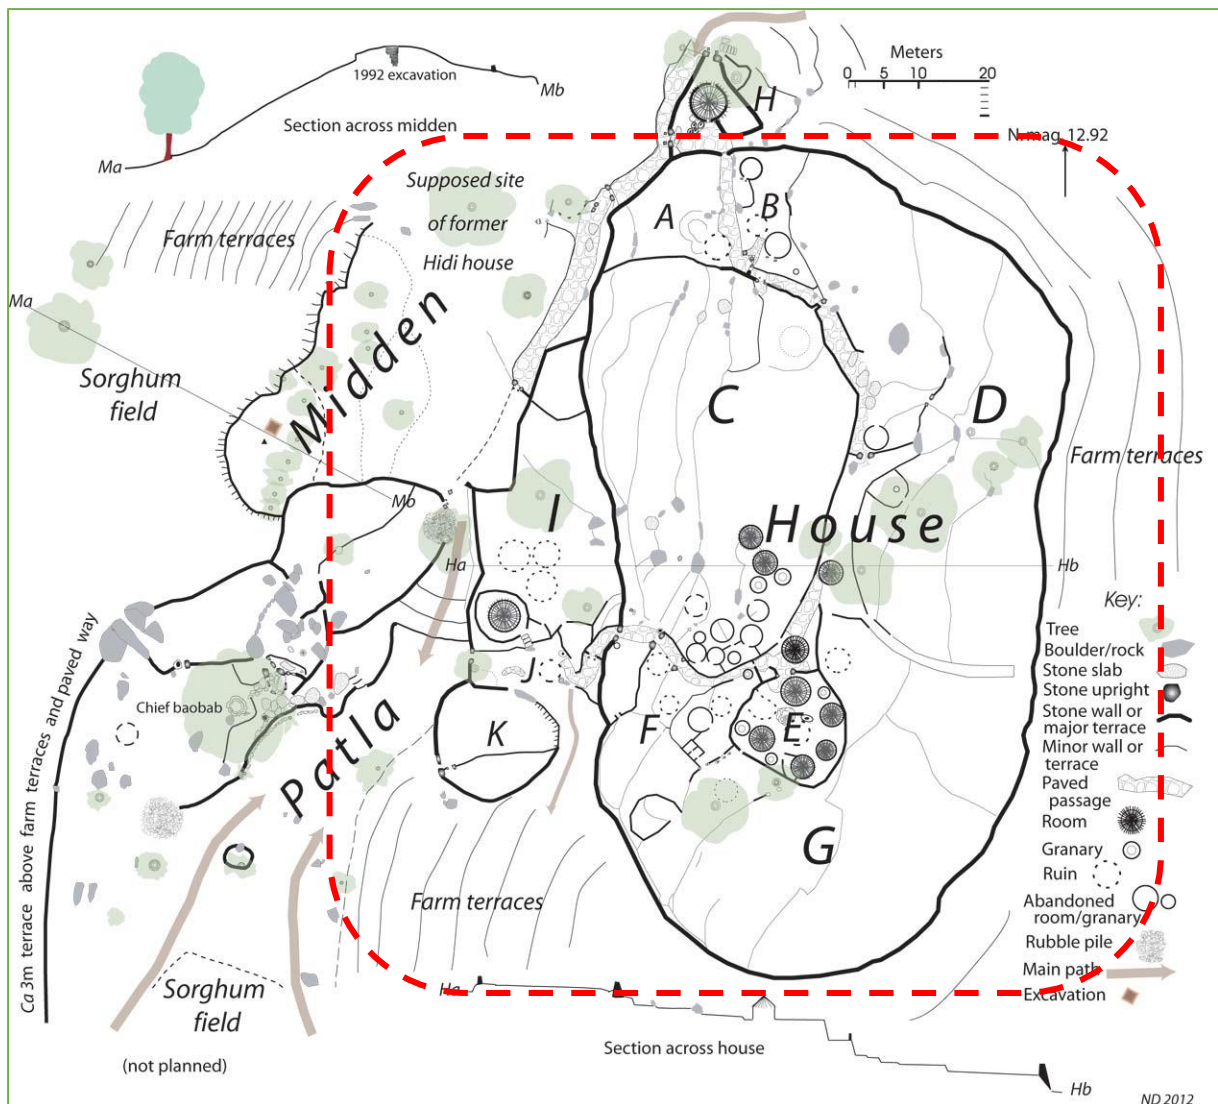 1992 excavation
Mb
Section across midden
Ma
Meters
0 5 10 20
N.mag 12.92
H
Supposed site
of former
Hidi house
A
B
Farm terraces
Ma
Midden
Sorghum
field
C
D
Farm terraces
Mb
I
House
Ha
Hb
Key:
Tree
Boulder/rock
Stone slab
Stone upright
Stone wall or
major terrace
Minor wall or
terrace
Paved
passage
Room
Granary
Ruin
Abandoned
room/granary
Rubble pile
Main path
Excavation
Chief baobab
Patla
K
F
E
G
Ca 3m terrace above farm terraces and paved way
Farm terraces
Sorghum
field
(not planned)
Ha
Section across house
Hb
ND 2012